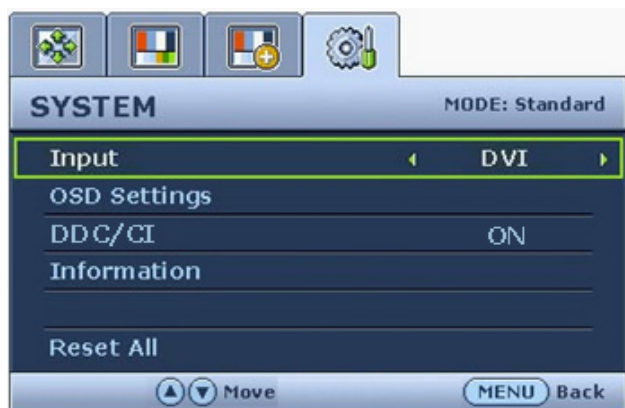 SYSTEM MODE: Standard
Input DVI
OSD Settings
DDC/CI ON
Information
Reset All
Move MENU Back